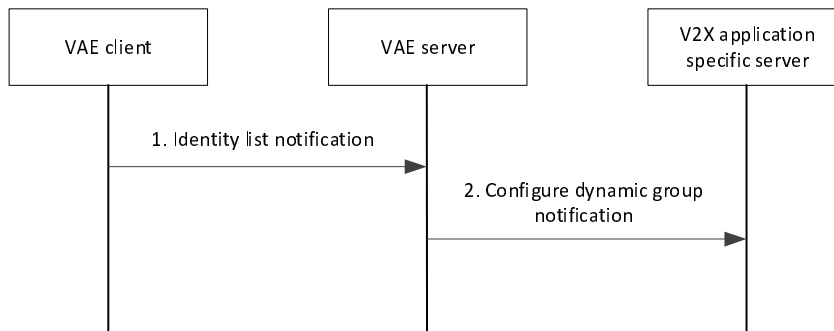 VAE client
VAE server
V2X application
specific server
1. Identity list notification
2. Configure dynamic group
notification